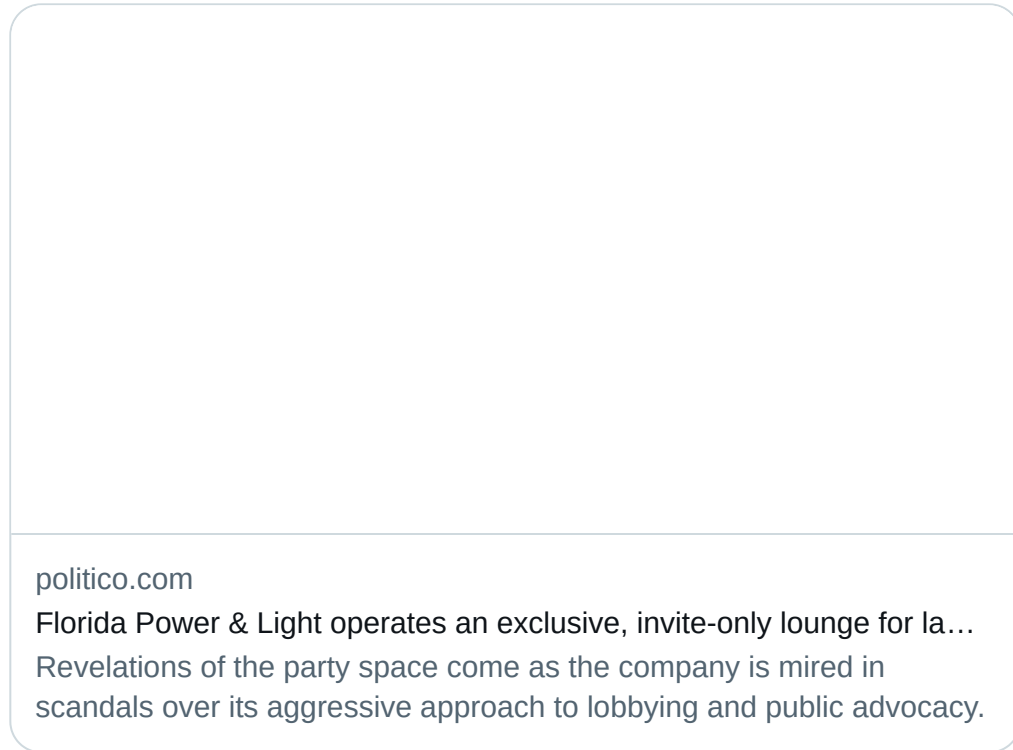 politico.com
Florida Power & Light operates an exclusive, invite-only lounge for la…
Revelations of the party space come as the company is mired in
scandals over its aggressive approach to lobbying and public advocacy.